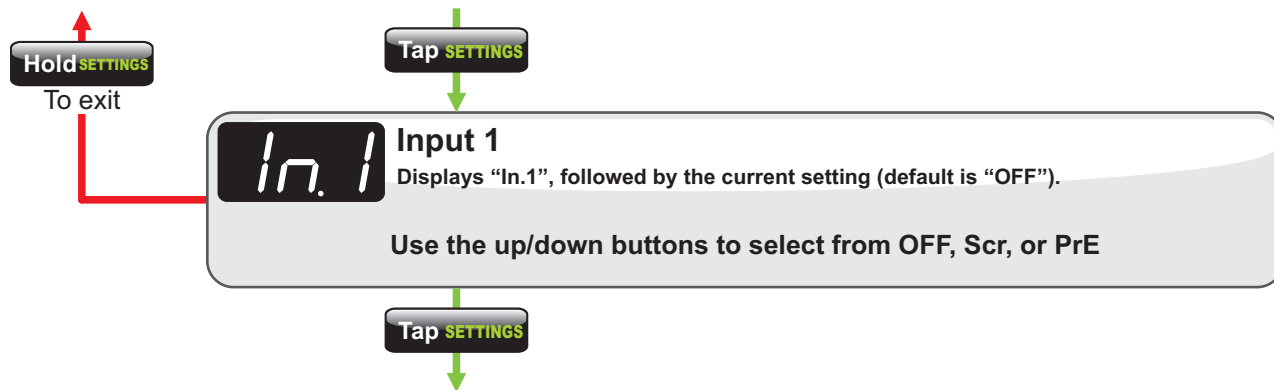 Hold SETTINGS
To exit
Tap SETTINGS
In.1
Input 1
Displays “In.1”, followed by the current setting (default is “OFF”).
Use the up/down buttons to select from OFF, Scr, or PrE
Tap SETTINGS